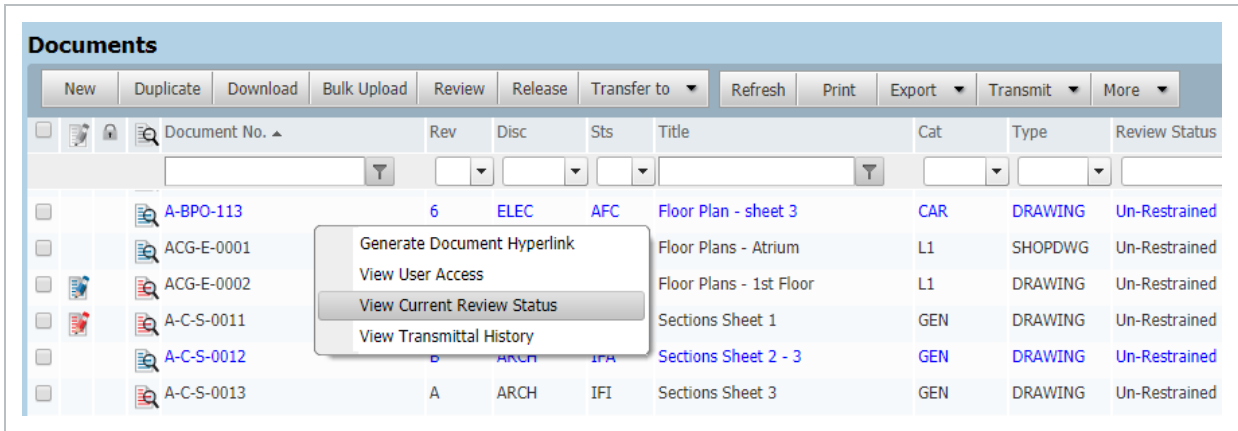 Documents
New Duplicate Download Bulk Upload Review Release Transfer to Refresh Print Export Transmit More
Document No. Rev Disc Sts Title Cat Type Review Status
A-BPO-113 6 ELEC AFC Floor Plan - sheet 3 CAR DRAWING Un-Restrained
ACG-E-0001 Generate Document Hyperlink Floor Plans - Atrium L1 SHOPDWG Un-Restrained
View User Access
ACG-E-0002 Floor Plans - 1st Floor L1 DRAWING Un-Restrained
View Current Review Status
A-C-S-0011 Sections Sheet 1 GEN DRAWING Un-Restrained
View Transmittal History
A-C-S-0012 B ARCH IFA Sections Sheet 2 - 3 GEN DRAWING Un-Restrained
A-C-S-0013 A ARCH IFI Sections Sheet 3 GEN DRAWING Un-Restrained